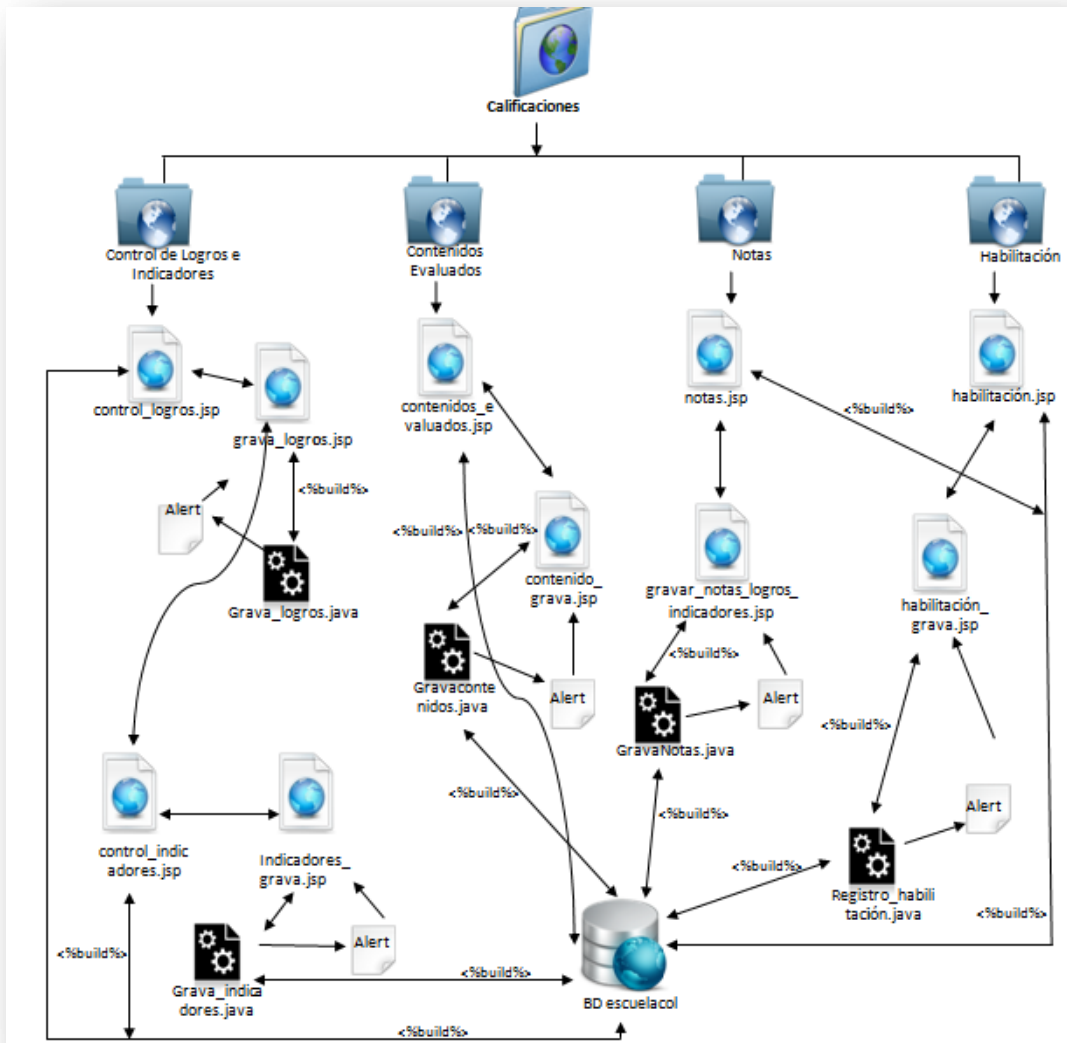 Calificaciones
Control de Logros e
Indicadores
Contenidos
Evaluados
Notas
Habilitación
control_logros.jsp
grava_logros.jsp
contenidos_e
valuados.jsp
notas.jsp
<%build%>
habilitación.jsp
<%build%>
Alert
Grava_logros.java
<%build%>
<%build%>
contenido_
grava.jsp
gravar_notas_logros_
indicadores.jsp
habilitación_
grava.jsp
Gravaconte
nidos.java
Alert
<%build%>
GravaNotas.java
Alert
<%build%>
<%build%>
<%build%>
Alert
control_indic
adores.jsp
Indicadores_
grava.jsp
<%build%>
Registro_habili
tación.java
<%build%>
Alert
Grava_indica
dores.java
<%build%>
BD escuelacol
<%build%>